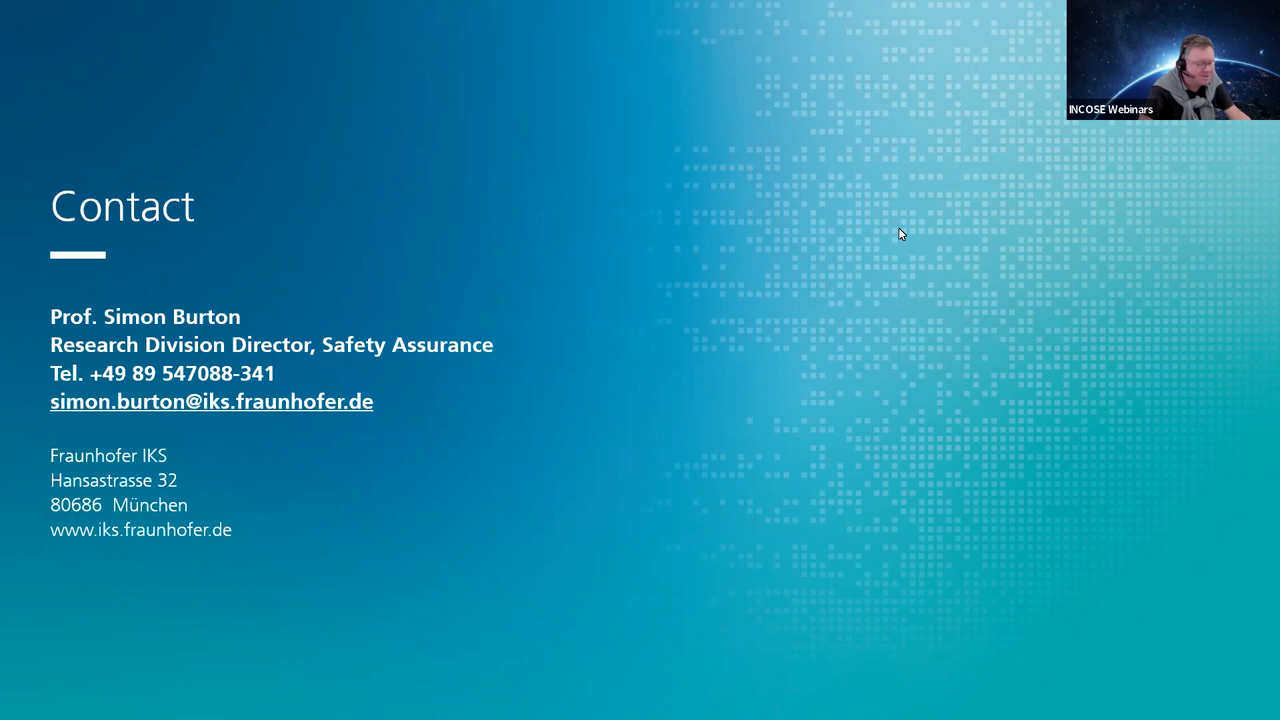 INCOSE Webinars
Contact
Prof. Simon Burton
Research Division Director, Safety Assurance
Tel. +49 89 547088-341
simon.burton@iks.fraunhofer.de
Fraunhofer IKS
Hansastrasse 32
80686 München
www.iks.fraunhofer.de